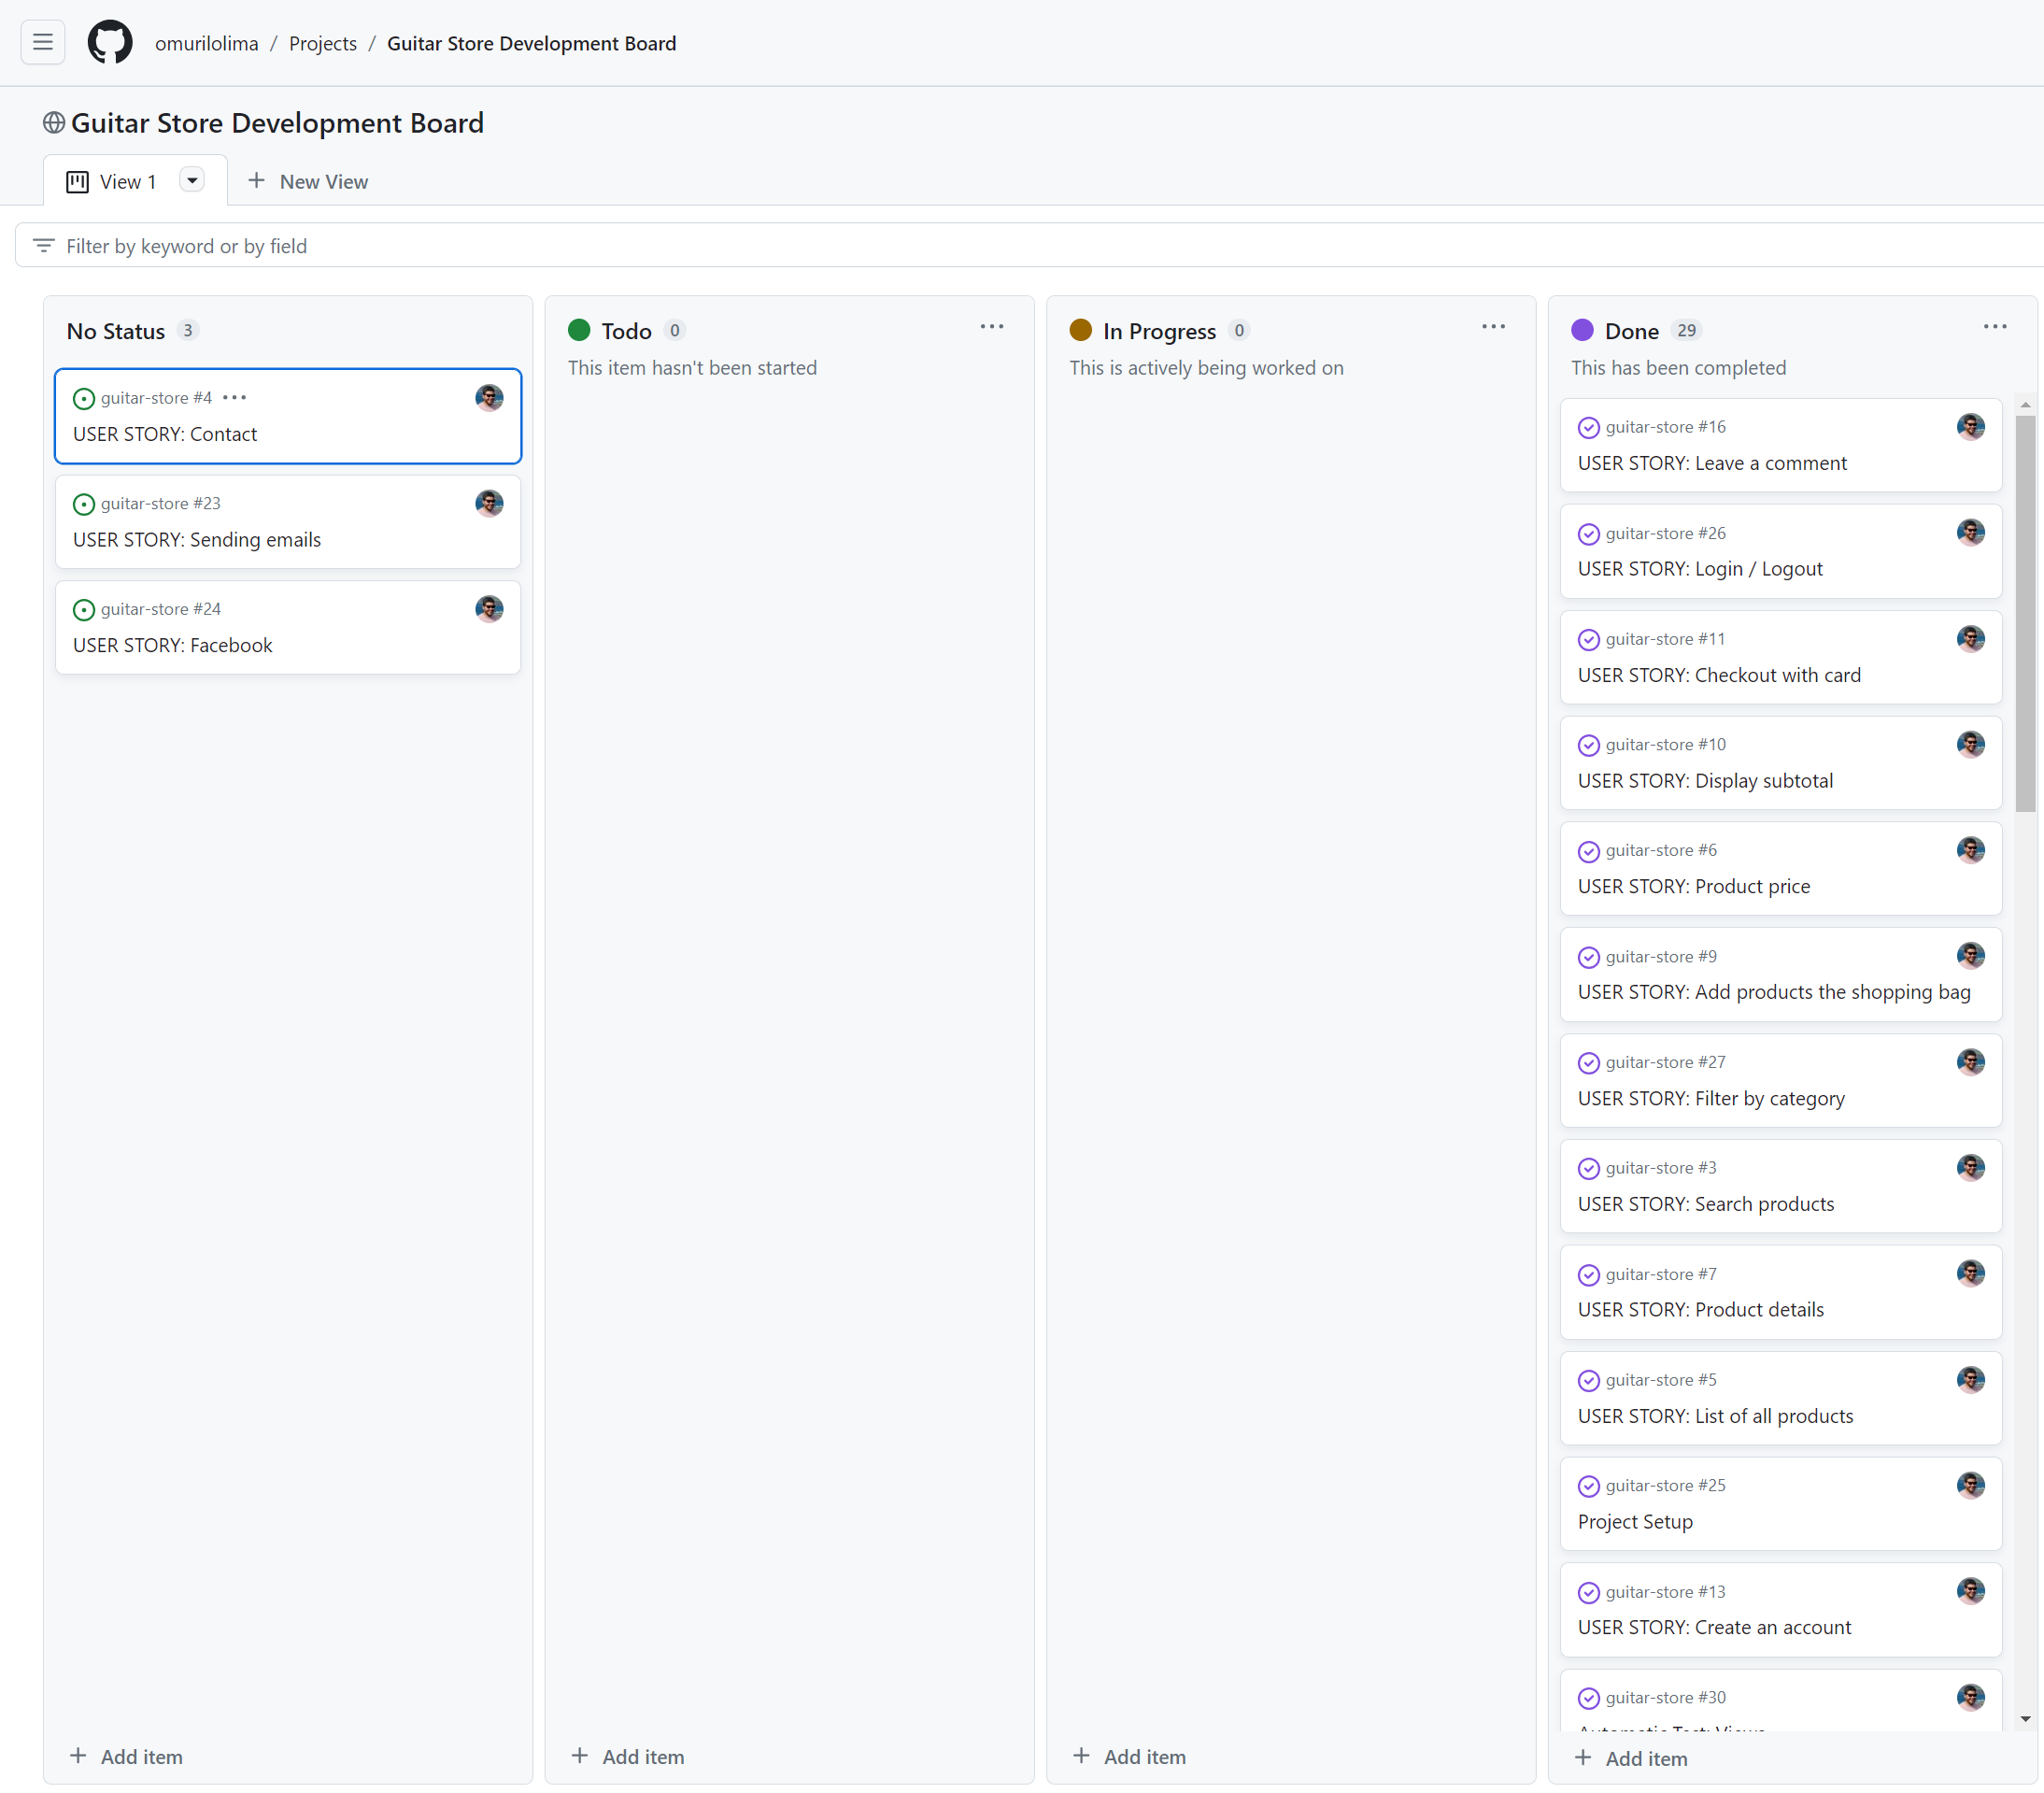 omurilolima / Projects / Guitar Store Development Board
Guitar Store Development Board
View 1
New View
Filter by keyword or by field
No Status 3
guitar-store #4
USER STORY: Contact
guitar-store #23
USER STORY: Sending emails
guitar-store #24
USER STORY: Facebook
Add item
Todo 0
This item hasn't been started
Add item
In Progress 0
This is actively being worked on
Add item
Done 29
This has been completed
guitar-store #16
USER STORY: Leave a comment
guitar-store #26
USER STORY: Login / Logout
guitar-store #11
USER STORY: Checkout with card
guitar-store #10
USER STORY: Display subtotal
guitar-store #6
USER STORY: Product price
guitar-store #9
USER STORY: Add products the shopping bag
guitar-store #27
USER STORY: Filter by category
guitar-store #3
USER STORY: Search products
guitar-store #7
USER STORY: Product details
guitar-store #5
USER STORY: List of all products
guitar-store #25
Project Setup
guitar-store #13
USER STORY: Create an account
guitar-store #30
Automatic Test: Views
Add item